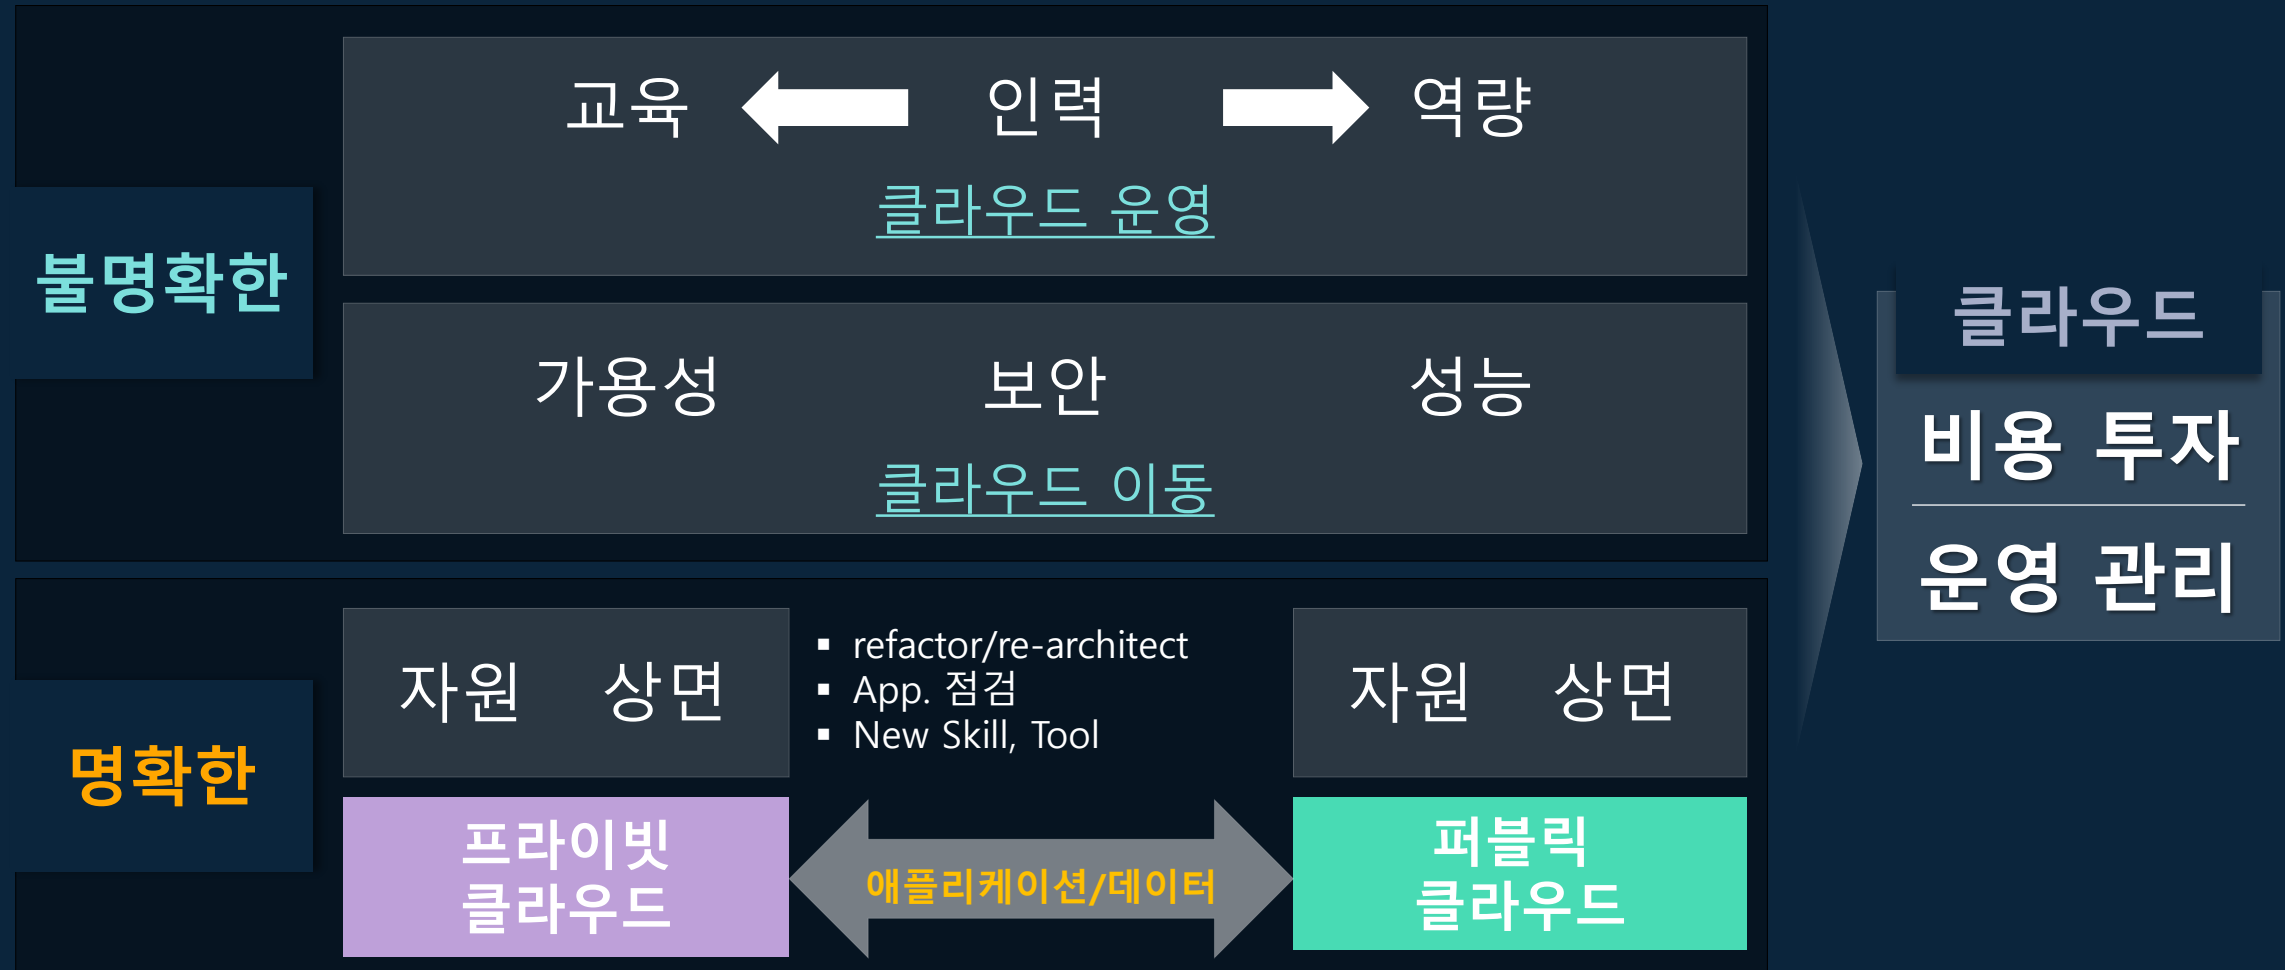 교육 인력 역량
클라우드 운영
불명확한
가용성 보안 성능
클라우드 이동
클라우드
비용 투자
운영 관리
명확한
자원 상면
▪ refactor/re-architect
▪ App. 점검
▪ New Skill, Tool
자원 상면
프라이빗
클라우드
애플리케이션/데이터
퍼블릭
클라우드